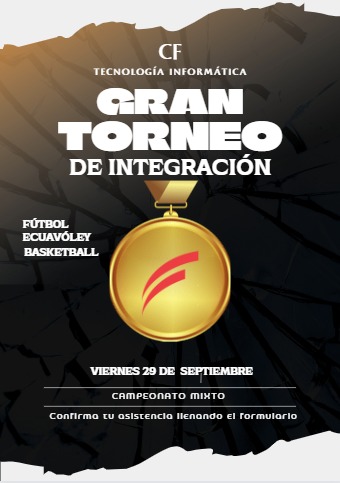 CF
TECNOLOGÍA INFORMÁTICA
GRAN
TORNEO
DE INTEGRACIÓN
FÚTBOL
ECUAVÓLEY
BASKETBALL
VIERNES 29 DE SEPTIEMBRE
CAMPEONATO MIXTO
Confirma tu asistencia llenando el formulario